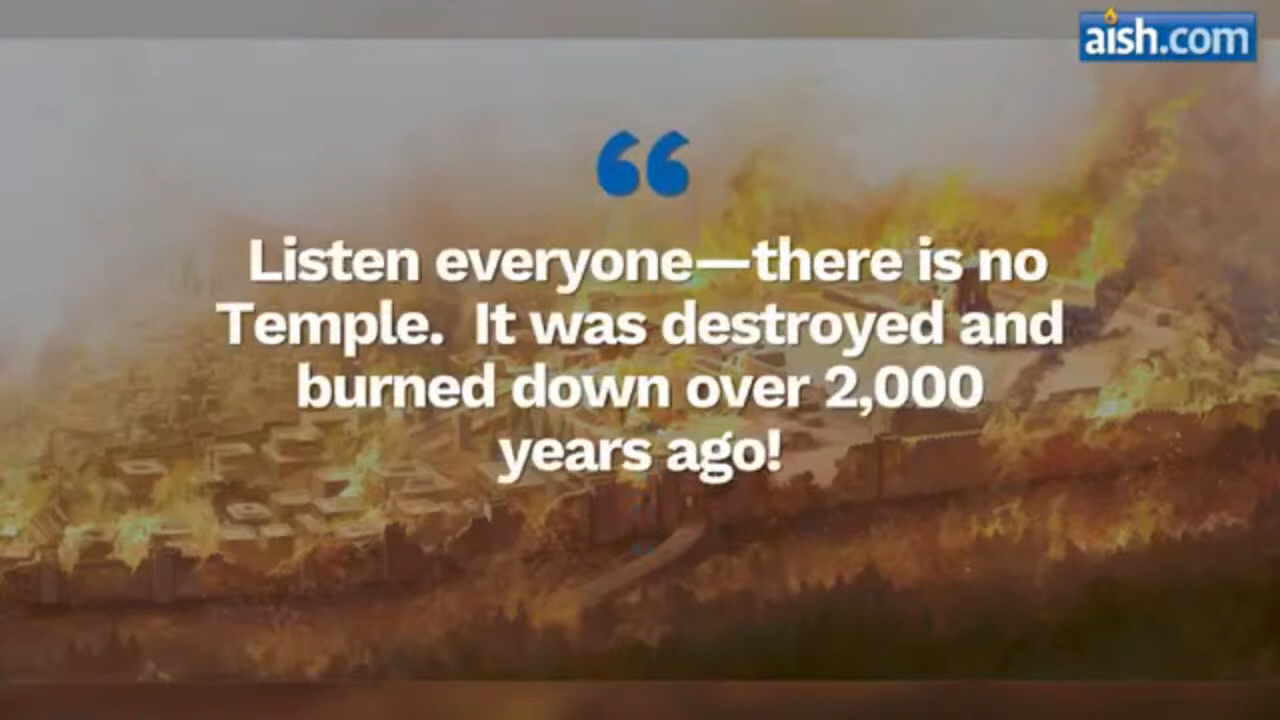 aish.com
“
Listen everyone—there is no
Temple.  It was destroyed and
burned down over 2,000
years ago!